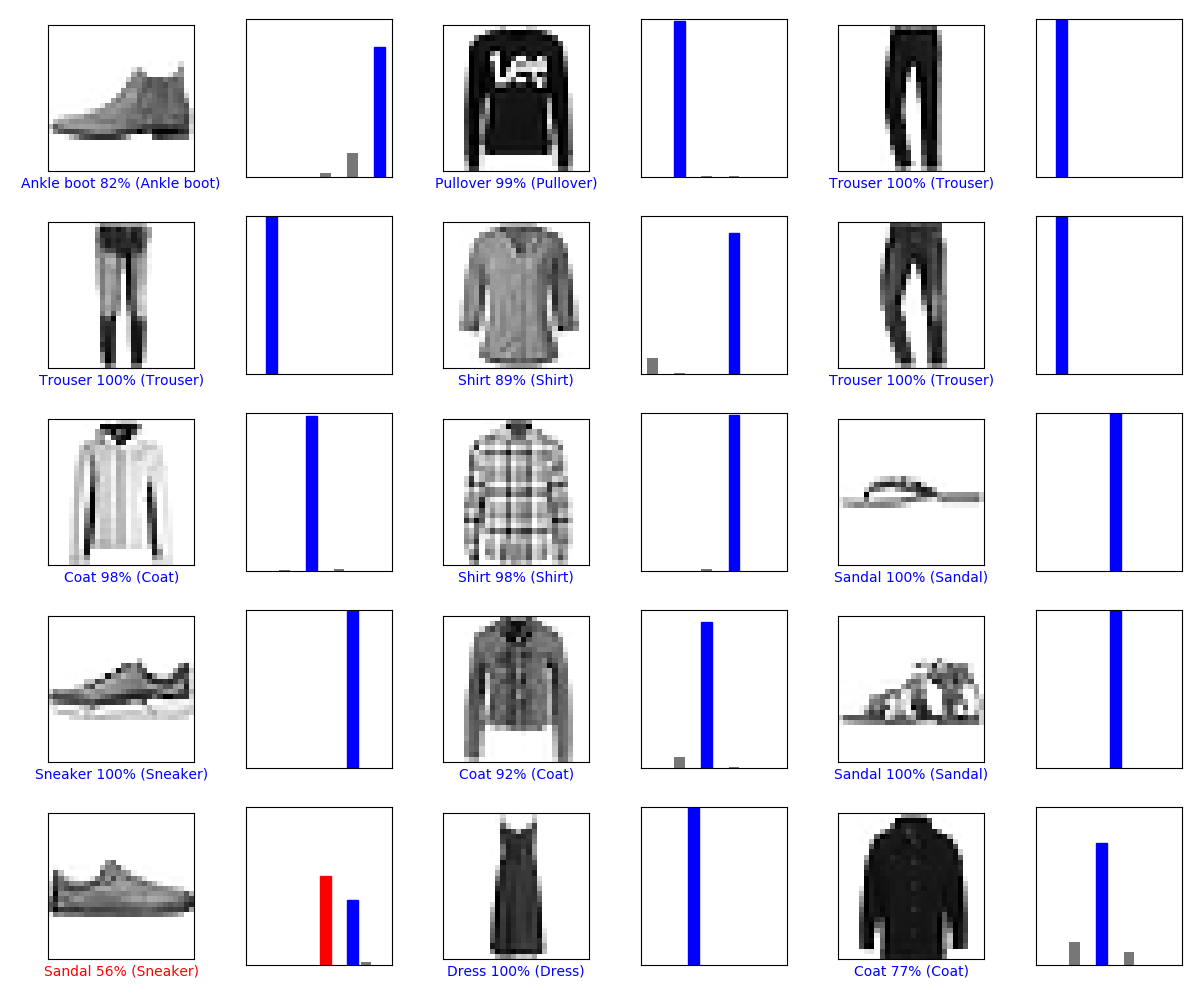 Lee
Ankle boot 82% (Ankle boot)
Pullover 99% (Pullover)
Trouser 100% (Trouser)
Trouser 100% (Trouser)
Shirt 89% (Shirt)
Trouser 100% (Trouser)
Coat 98% (Coat)
Shirt 98% (Shirt)
Sandal 100% (Sandal)
Sneaker 100% (Sneaker)
Coat 92% (Coat)
Sandal 100% (Sandal)
Sandal 56% (Sneaker)
Dress 100% (Dress)
Coat 77% (Coat)